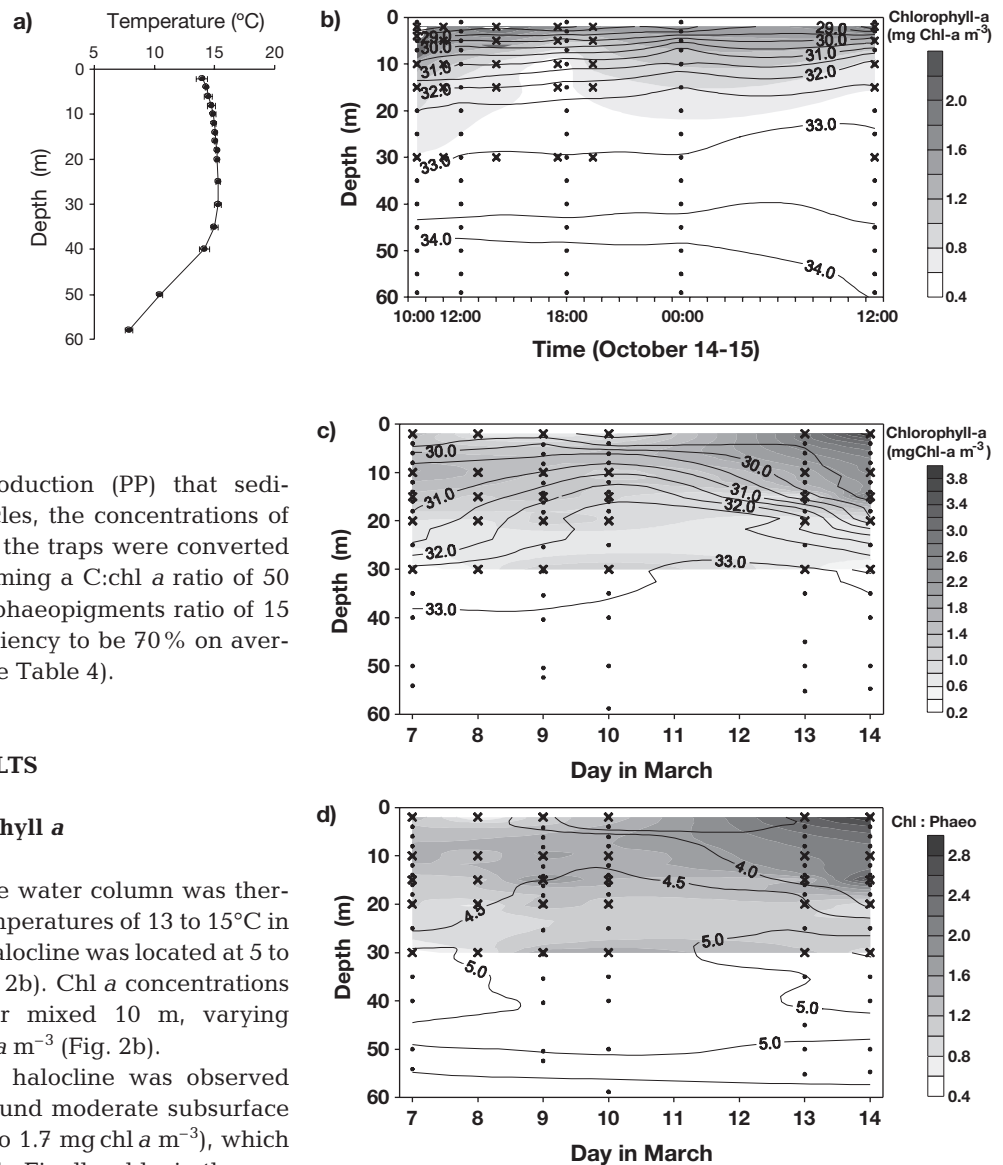 a)
Temperature (ºC)
5 10 15 20
0
10
20
30
40
50
60
Depth (m)
b)
0
10
20
30
40
50
60
Depth (m)
29.0
30.0
31.0
32.0
33.0
34.0
29.0
30.0
31.0
32.0
33.0
34.0
10:00 12:00 18:00 00:00 12:00
Time (October 14-15)
Chlorophyll-a
(mg Chl-a m-3)
2.0
1.6
1.2
0.8
0.4
c)
0
10
20
30
40
50
60
Depth (m)
30.0
31.0
32.0
33.0
30.0
31.0
32.0
33.0
7 8 9 10 11 12 13 14
Day in March
Chlorophyll-a
(mgChl-a m-3)
3.8
3.4
3.0
2.6
2.2
1.8
1.4
1.0
0.6
0.2
d)
0
10
20
30
40
50
60
Depth (m)
4.5
5.0
4.0
4.5
5.0
5.0
5.0
7 8 9 10 11 12 13 14
Day in March
Chl : Phaeo
2.8
2.4
2.0
1.6
1.2
0.8
0.4
oduction (PP) that sedi-
cles, the concentrations of
the traps were converted
ming a C:chl a ratio of 50
phaeopigments ratio of 15
iency to be 70% on aver-
e Table 4).
LTS
hyll a
e water column was ther-
mperatures of 13 to 15°C in
alocline was located at 5 to
2b). Chl a concentrations
r mixed 10 m, varying
a m−3 (Fig. 2b).
halocline was observed
und moderate subsurface
o 1.7 mg chl a m−3), which